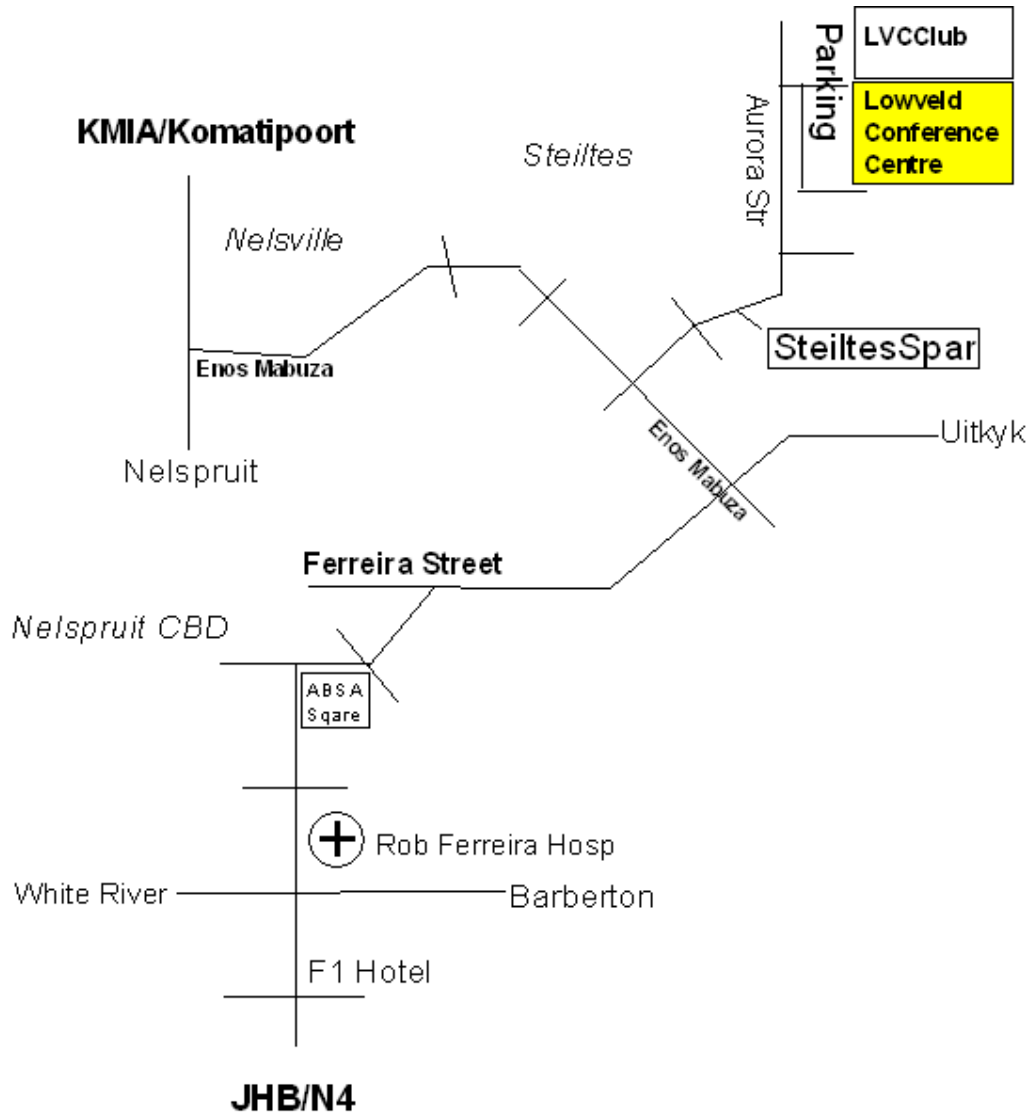 LVCClub
Parking
Lowveld
Conference
Centre
Aurora Str
KMIA/Komatipoort
Steiltes
Nelsville
SteiltesSpar
Enos Mabuza
Uitkyk
Enos Mabuza
Nelspruit
Ferreira Street
Nelspruit CBD
ABSA
Sqare
Rob Ferreira Hosp
White River
Barberton
F1 Hotel
JHB/N4